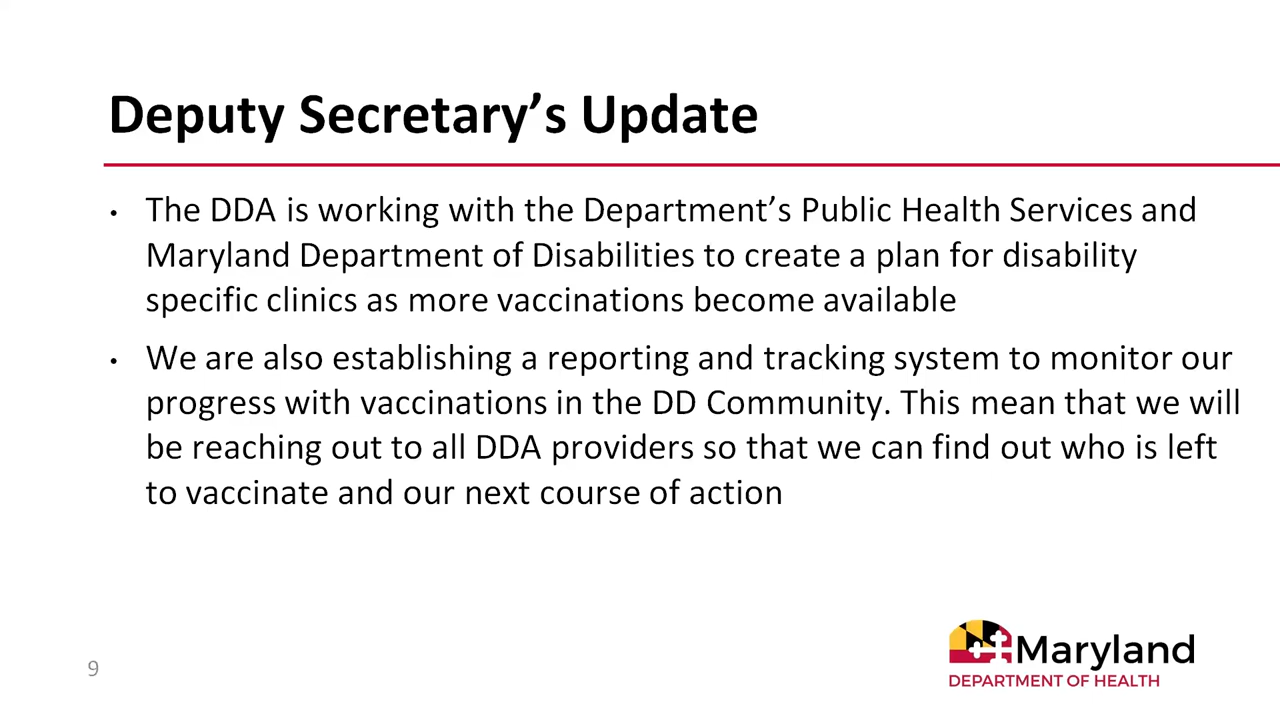 Deputy Secretary’s Update
• The DDA is working with the Department’s Public Health Services and
Maryland Department of Disabilities to create a plan for disability
specific clinics as more vaccinations become available
• We are also establishing a reporting and tracking system to monitor our
progress with vaccinations in the DD Community. This mean that we will
be reaching out to all DDA providers so that we can find out who is left
to vaccinate and our next course of action
9
Maryland
DEPARTMENT OF HEALTH